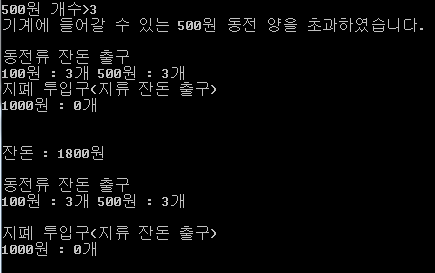 500원 개수>3
기계에 들어갈 수 있는 500원 동전 양을 초과하였습니다.
동전류 잔돈 출구
100원 : 3개 500원 : 3개
지폐 투입구(지류 잔돈 출구)
1000원 : 0개
잔돈 : 1800원
동전류 잔돈 출구
100원 : 3개 500원 : 3개
지폐 투입구(지류 잔돈 출구)
1000원 : 0개